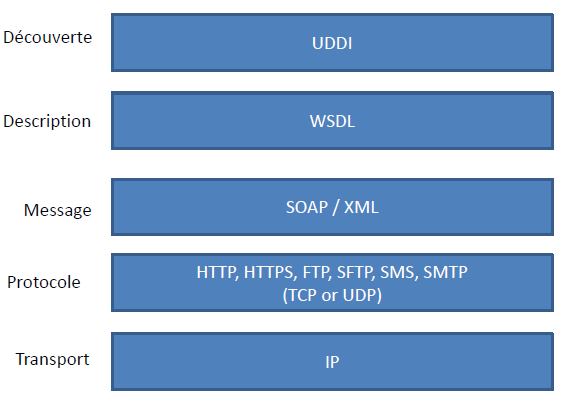 Découverte
UDDI
Description
WSDL
Message
SOAP / XML
Protocole
HTTP, HTTPS, FTP, SFTP, SMS, SMTP
(TCP or UDP)
Transport
IP